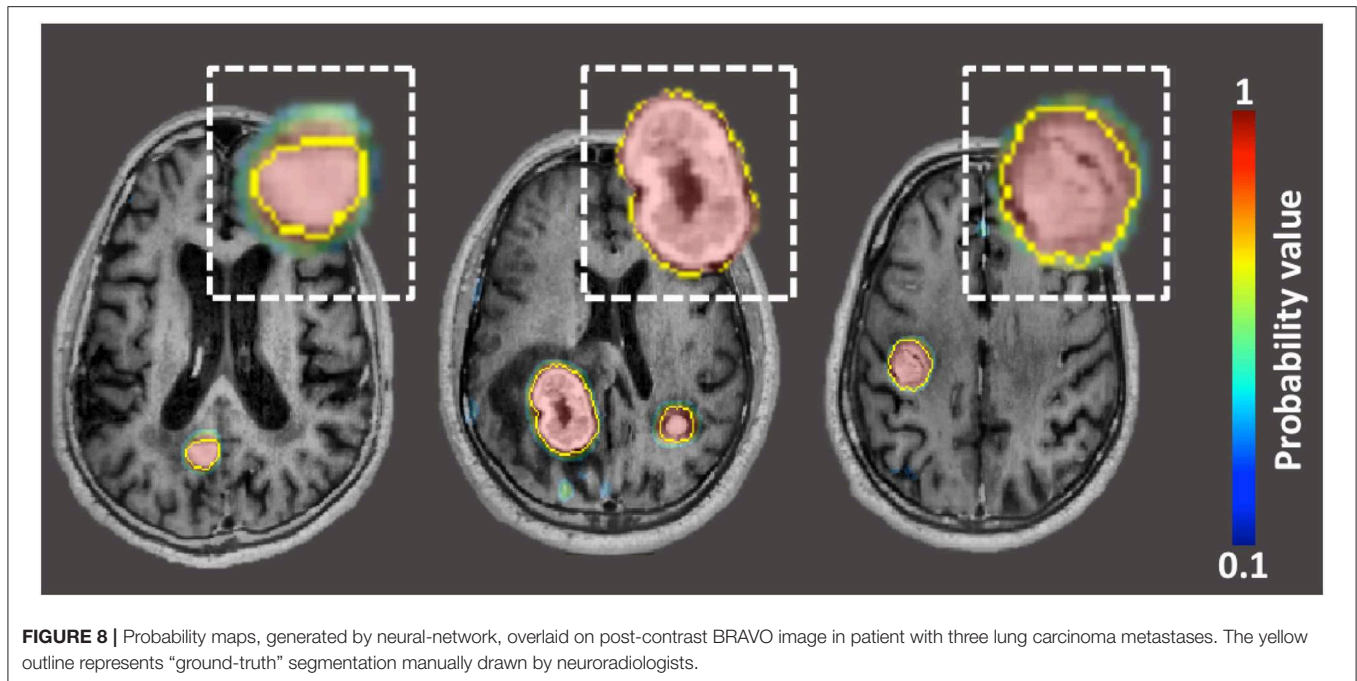 1
Probability value
0.1
FIGURE 8 | Probability maps, generated by neural-network, overlaid on post-contrast BRAVO image in patient with three lung carcinoma metastases. The yellow
outline represents “ground-truth” segmentation manually drawn by neuroradiologists.